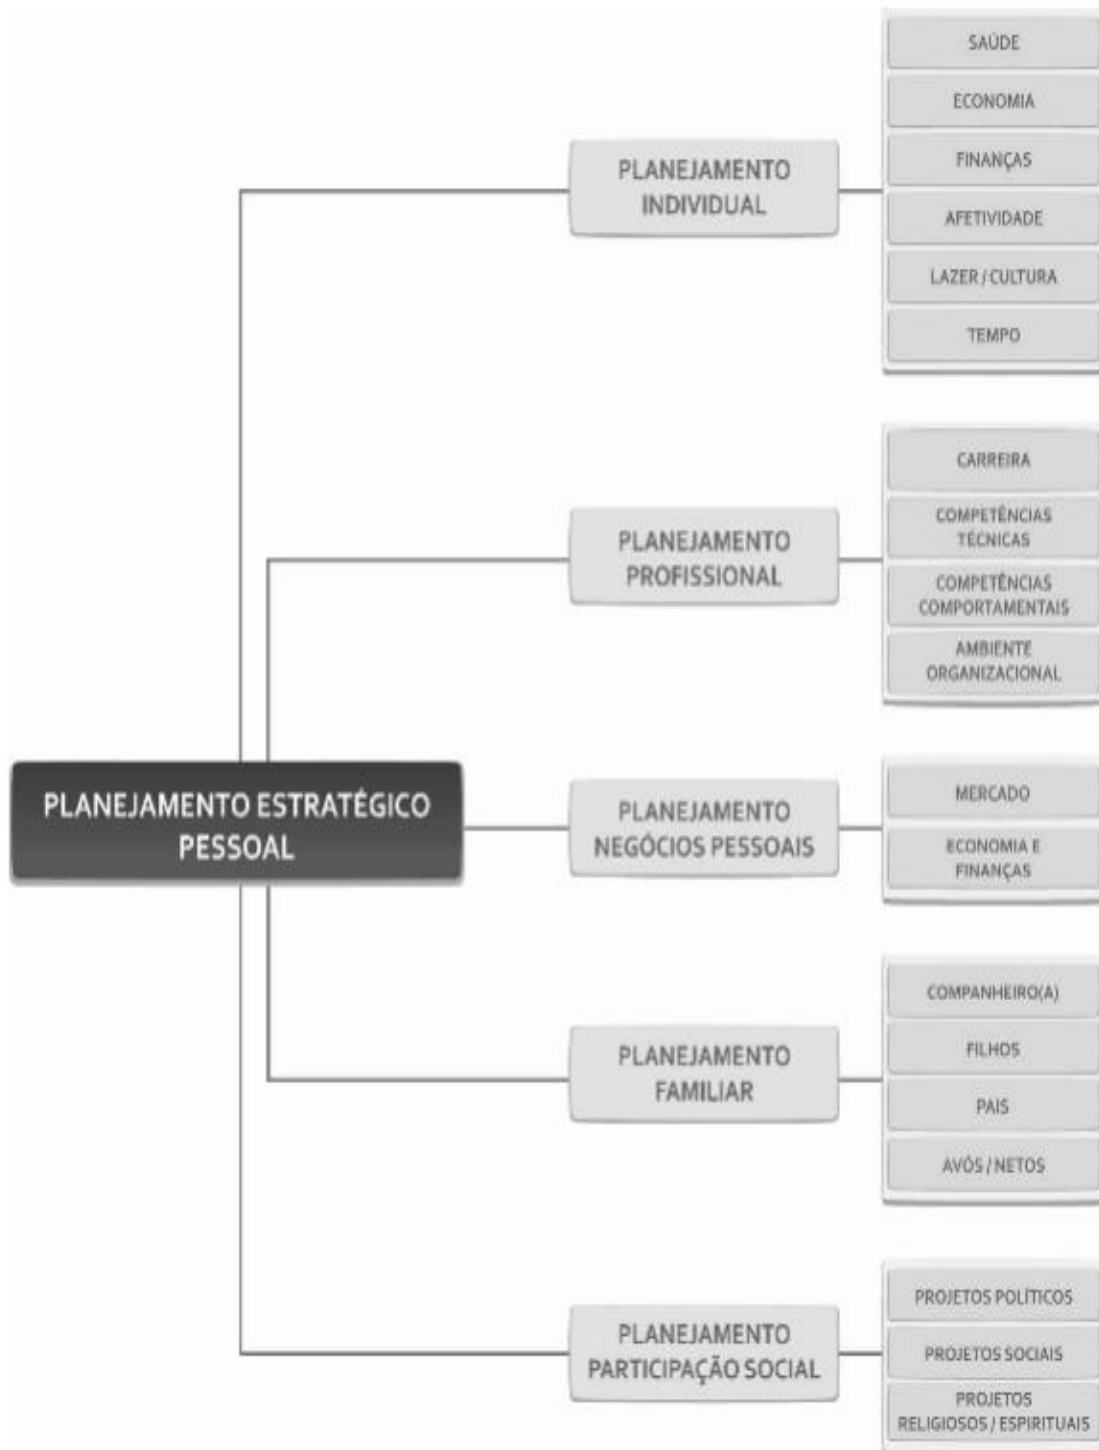 SAÚDE
ECONOMIA
FINANÇAS
AFETIVIDADE
LAZER / CULTURA
TEMPO
PLANEJAMENTO
INDIVIDUAL
CARREIRA
COMPETÊNCIAS
TÉCNICAS
COMPETÊNCIAS
COMPORTAMENTAIS
AMBIENTE
ORGANIZACIONAL
PLANEJAMENTO
PROFISSIONAL
PLANEJAMENTO ESTRATÉGICO
PESSOAL
PLANEJAMENTO
NEGÓCIOS PESSOAIS
MERCADO
ECONOMIA E
FINANÇAS
PLANEJAMENTO
FAMILIAR
COMPANHEIRO(A)
FILHOS
PAIS
AVÓS / NETOS
PLANEJAMENTO
PARTICIPAÇÃO SOCIAL
PROJETOS POLÍTICOS
PROJETOS SOCIAIS
PROJETOS
RELIGIOSOS / ESPIRITUAIS